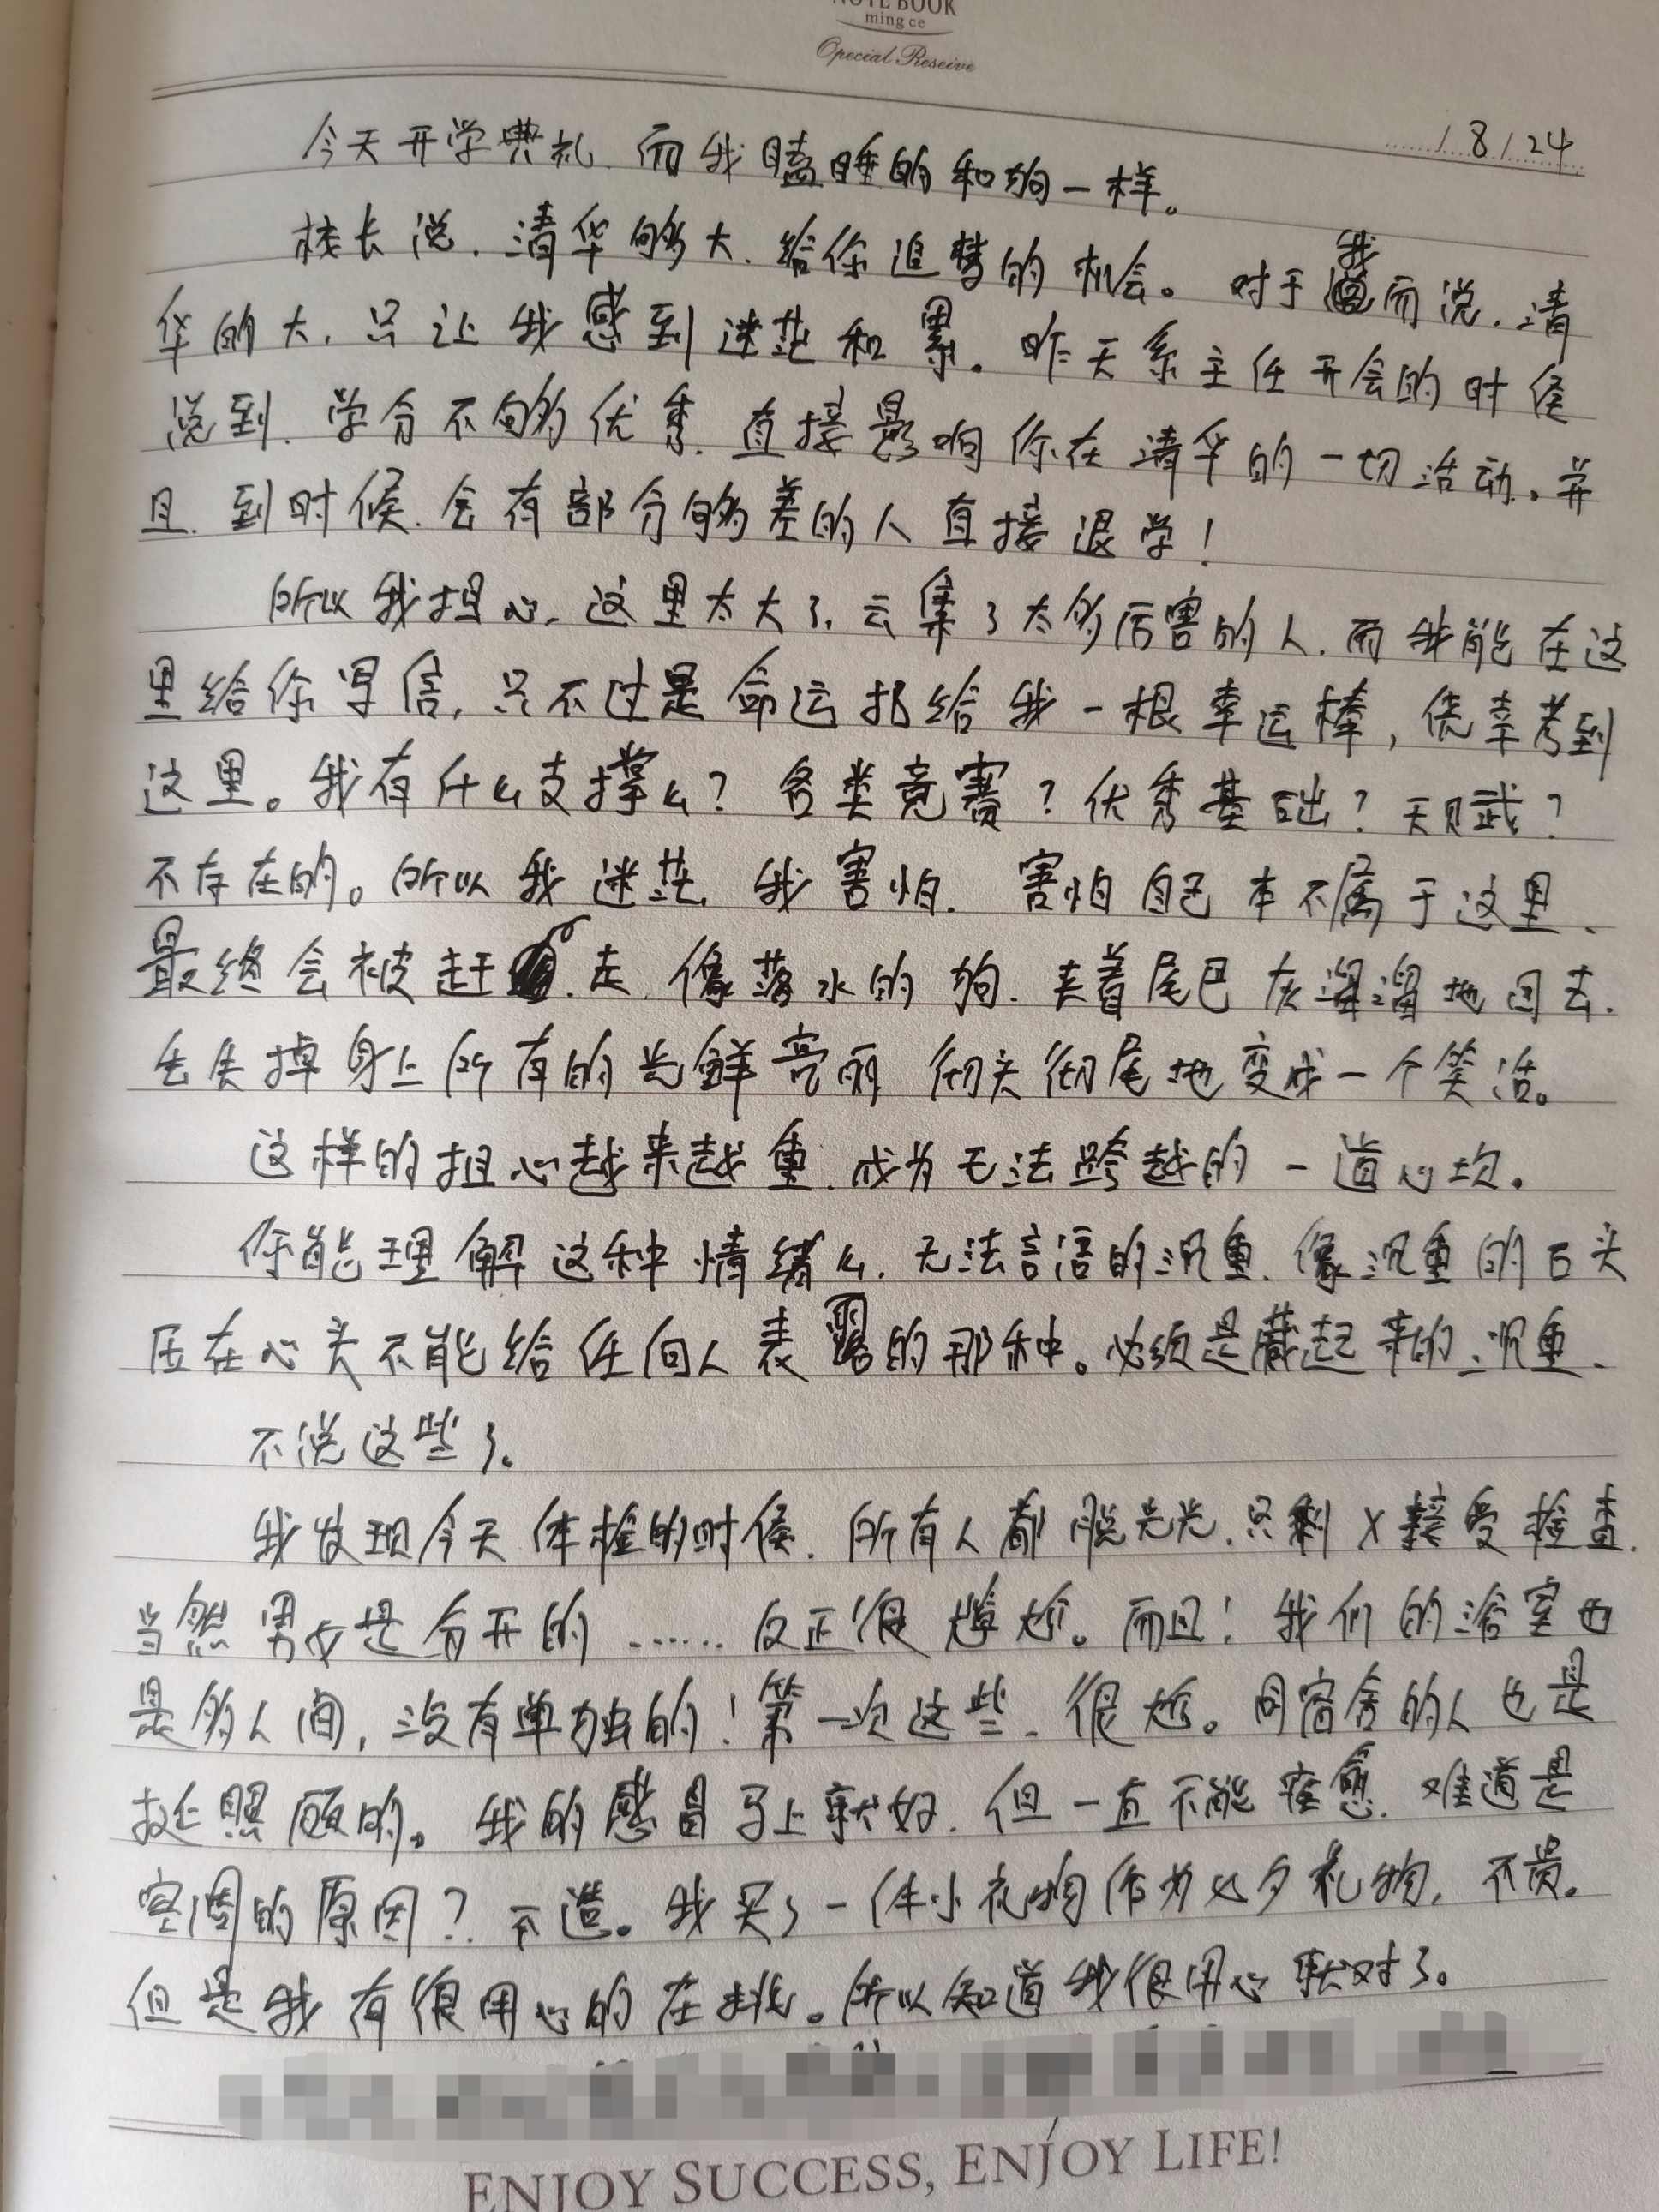 NOTE BOOK
ming ce
Special Reseive
18/24
今天开学典礼.而我瞌睡的和狗一样。
校长说.清华够大.给你追梦的机会。对于我而说.清
华的大.只让我感到迷茫和累。昨天系主任开会的时候
说到.学分不够优秀.直接影响你在清华的一切活动。并
且.到时候.会有部分够差的人直接退学!
所以我担心.这里太大了.云集了太多厉害的人.而我能在这
里给你写信,只不过是命运扔给我一根幸运棒,侥幸考到
这里。我有什么支撑么?各类竞赛?优秀基础?天赋?
不存在的。所以我迷茫.我害怕.害怕自己本不属于这里、
最终会被赶走.像落水的狗.夹着尾巴灰溜溜地回去.
丢失掉身上所有的光鲜亮丽 彻头彻尾地变成一个笑话。
这样的担心越来越重.成为无法跨越的一道心坎。
你能理解这种情绪么.无法言语的沉重.像沉重的石头
压在心头不能给任何人表露的那种。必须是藏起来的沉重、
不说这些了。
我发现今天体检的时候.所有人都脱光光.只剩X接受检查.
当然男女是分开的......反正很尴尬。而且!我们的浴室也
是多人间,没有单独的!第一次这些.很尬。同宿舍的人也是
挺照顾的。我的感冒马上就好.但一直不能痊愈.难道是
空调的原因?不造。我买了一件小礼物作为七夕礼物,不贵。
但是我有很用心的在挑。所以知道我很用心就对了。
ENJOY SUCCESS, ENJOY LIFE!